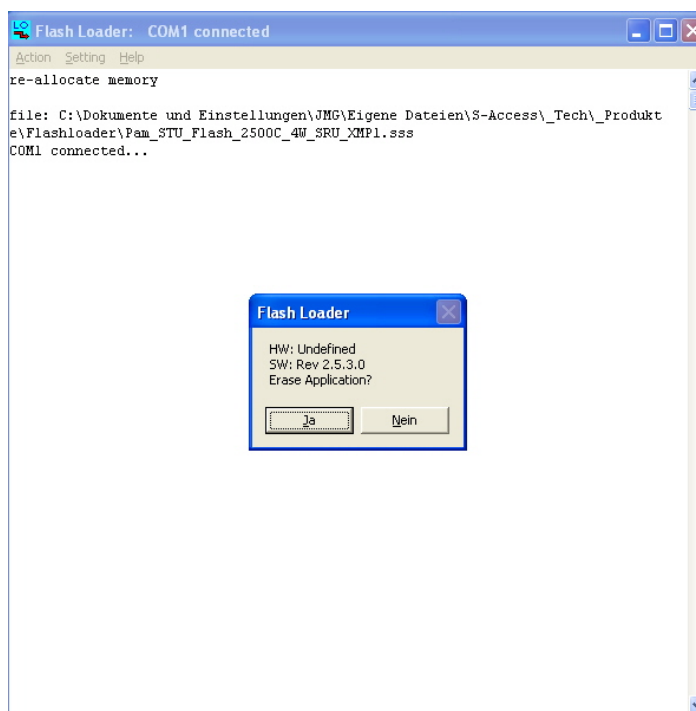 Flash Loader: COM1 connected
Action Setting Help
re-allocate memory
file: C:\Dokumente und Einstellungen\JMG\Eigene Dateien\S-Access\_Tech\_Produkt
e\Flashloader\Pam_STU_Flash_2500C_4W_SRU_XMP1.sss
COM1 connected...
Flash Loader
HW: Undefined
SW: Rev 2.5.3.0
Erase Application?
Ja Nein